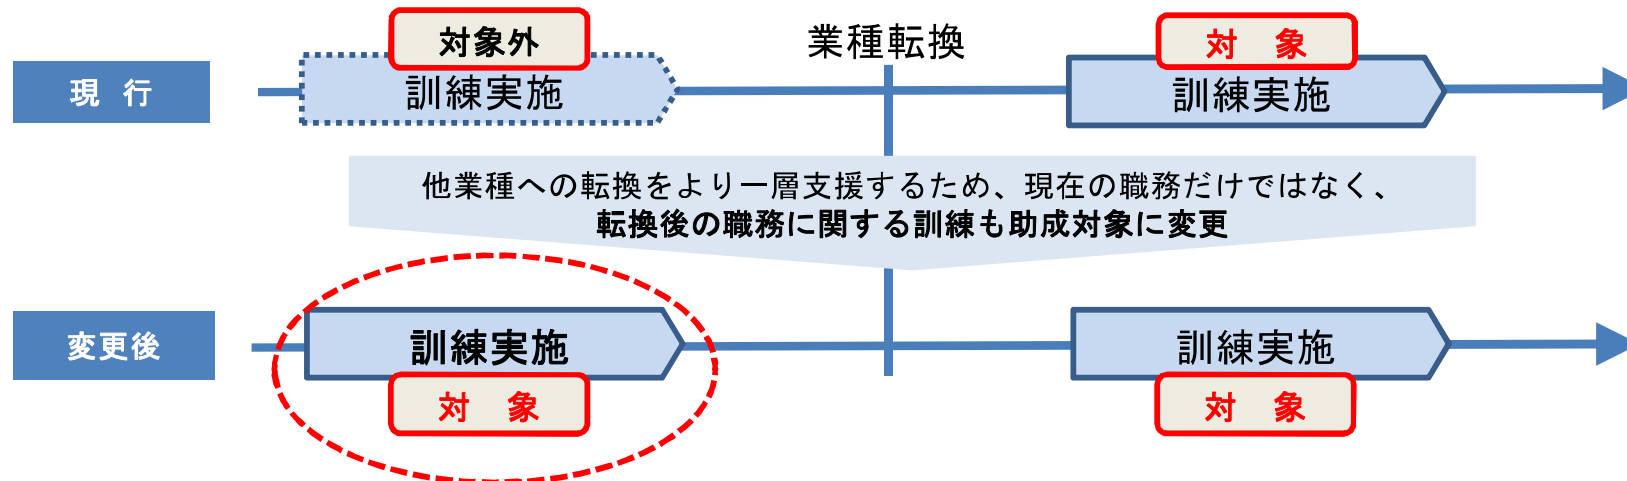 対象外
業種転換
対　象
現　行
訓練実施
訓練実施
他業種への転換をより一層支援するため、現在の職務だけではなく、
転換後の職務に関する訓練も助成対象に変更
変更後
訓練実施
訓練実施
対　象
対　象